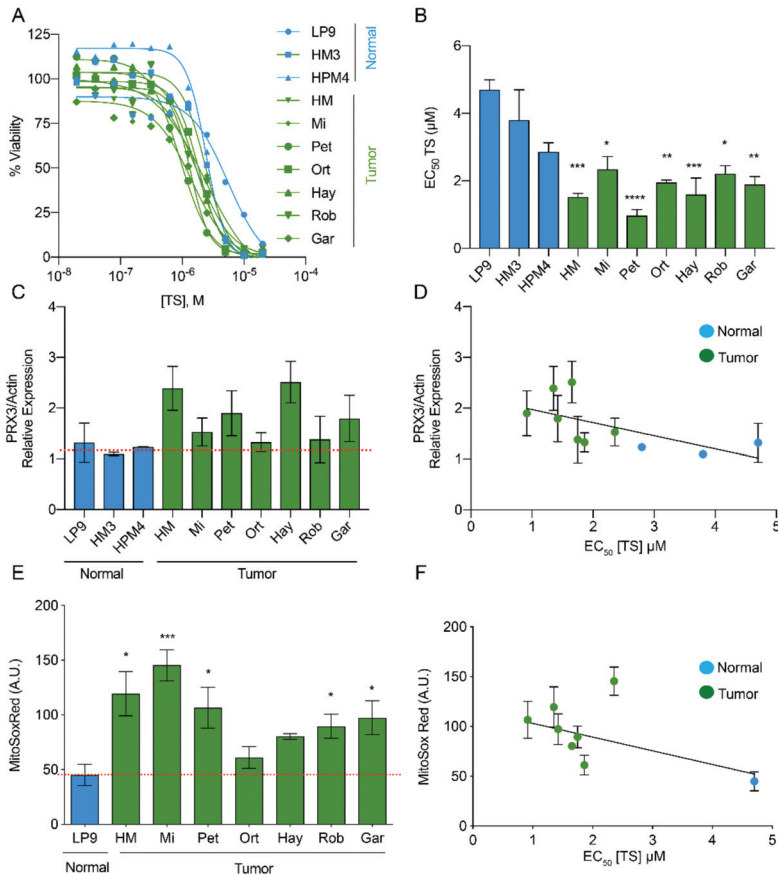 A
% Viability
125
100
75
50
25
0
10-8
10-7
10-6
10-5
10-4
[TS], M
LP9
HM3
HPM4
HM
Mi
Pet
Ort
Hay
Rob
Gar
Normal
Tumor
B
EC50 TS (µM)
6
4
2
0
***
*
****
**
***
*
**
LP9
HM3
HPM4
HM
Mi
Pet
Ort
Hay
Rob
Gar
C
PRX3/Actin
Relative Expression
4
3
2
1
0
LP9
HM3
HPM4
HM
Mi
Pet
Ort
Hay
Rob
Gar
Normal
Tumor
D
PRX3/Actin
Relative Expression
4
3
2
1
0
0
1
2
3
4
5
EC50 [TS] µM
Normal
Tumor
E
MitoSoxRed (A.U.)
200
150
100
50
0
*
***
*
*
*
LP9
HM
Mi
Pet
Ort
Hay
Rob
Gar
Normal
Tumor
F
MitoSox Red (A.U.)
200
150
100
50
0
0
1
2
3
4
5
EC50 [TS] µM
Normal
Tumor